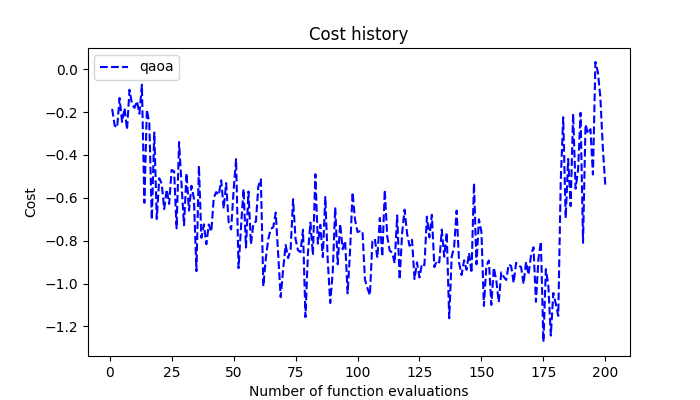 Cost history
qaoa
0.0
−0.2
−0.4
−0.6
−0.8
−1.0
−1.2
Cost
0 25 50 75 100 125 150 175 200
Number of function evaluations